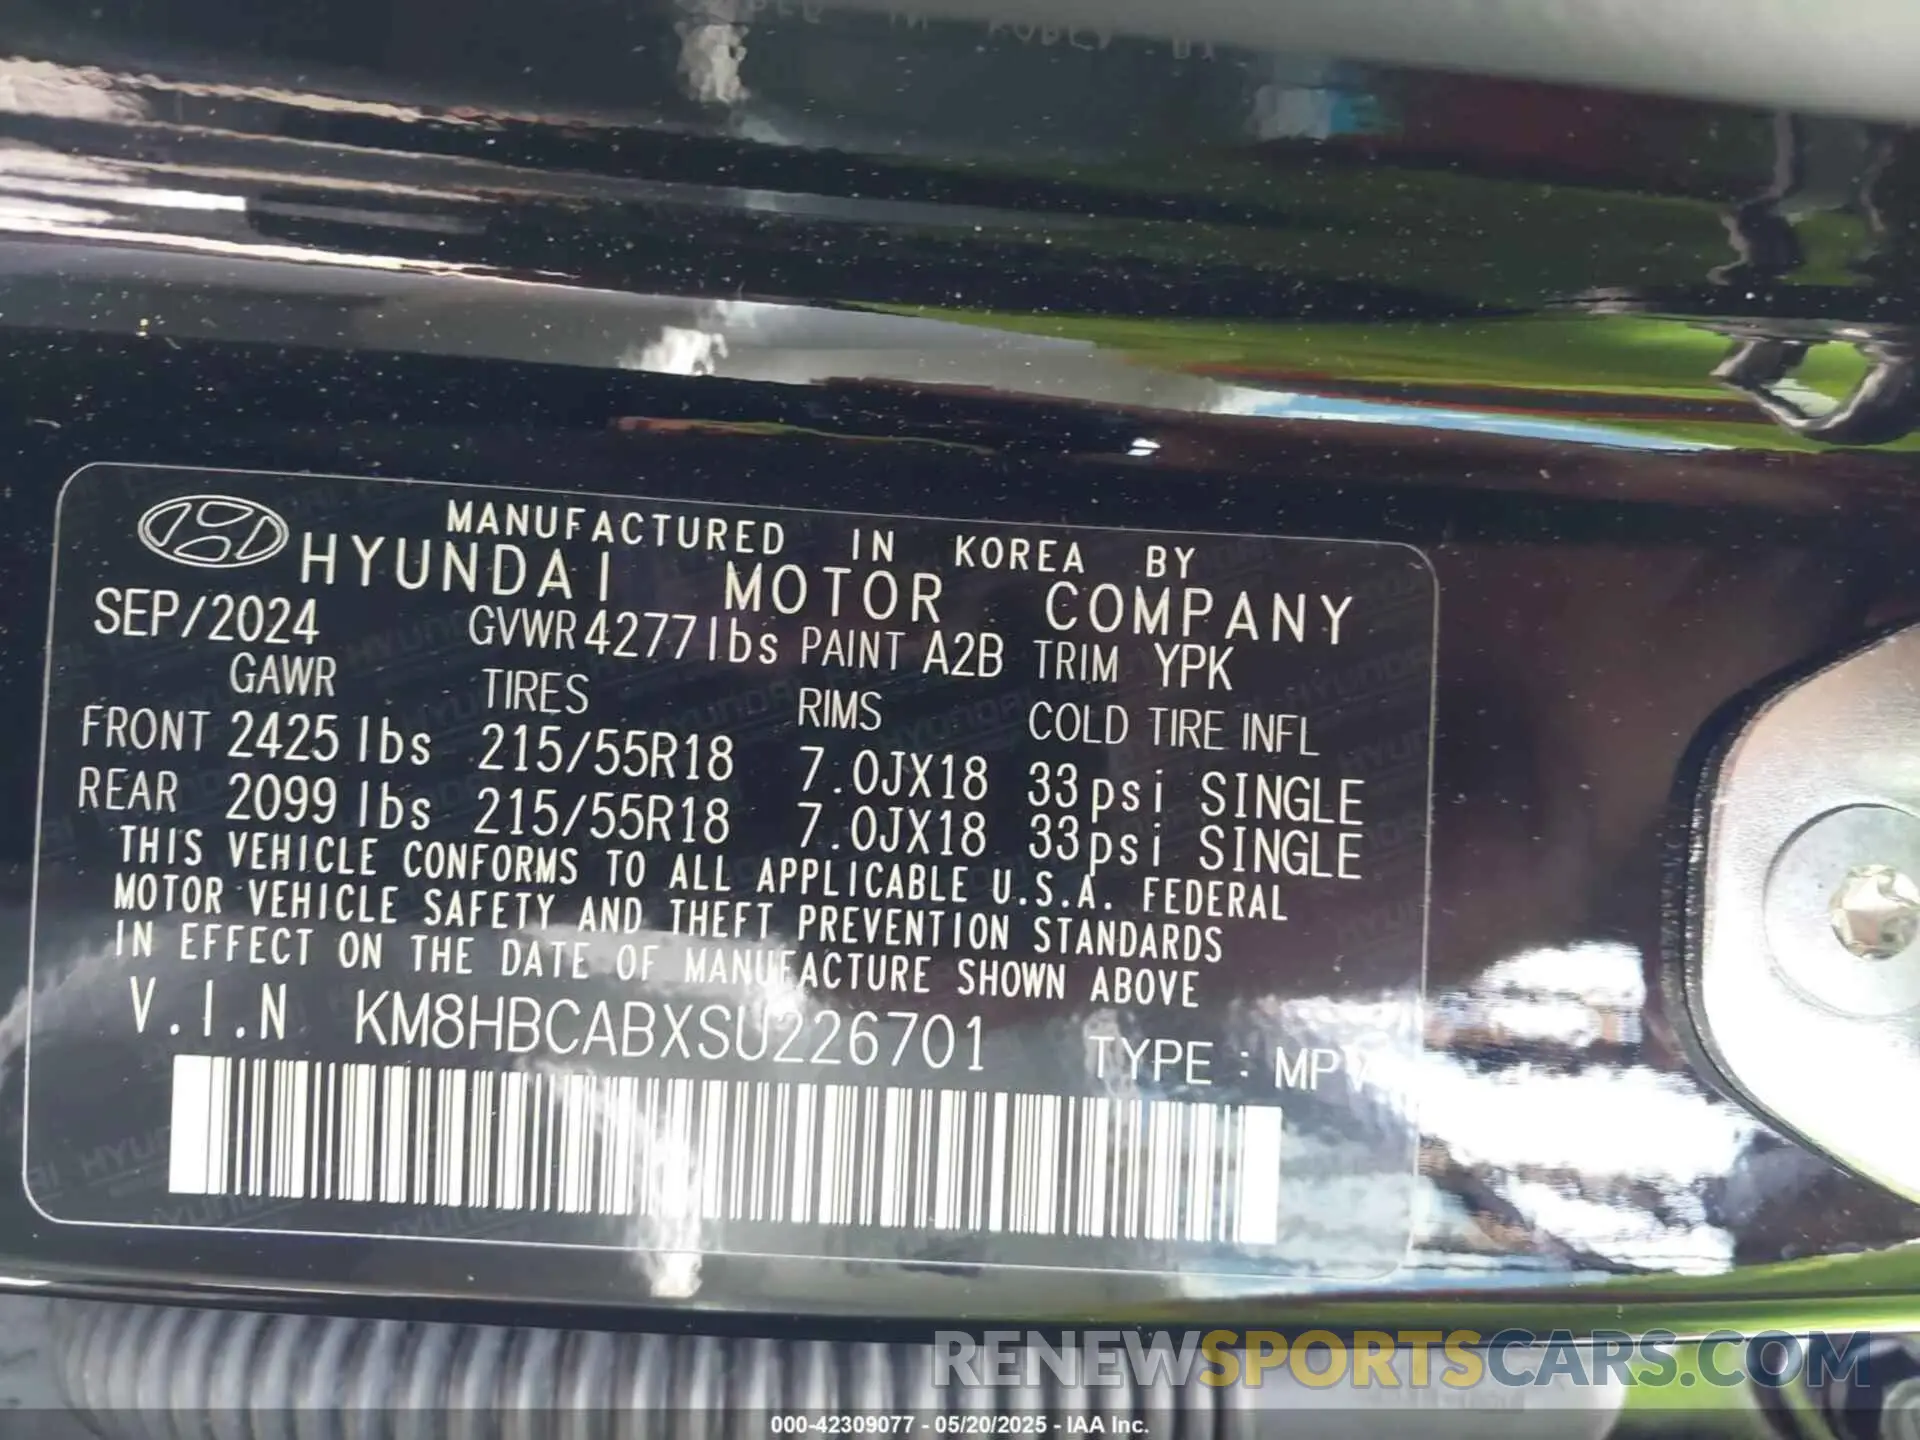 MANUFACTURED IN KOREA BY
HYUNDAI MOTOR COMPANY
SEP/2024 GVWR 4277 lbs PAINT A2B TRIM YPK
GAWR TIRES RIMS COLD TIRE INFL
FRONT 2425 lbs 215/55R18 7.0JX18 33psi SINGLE
REAR 2099 lbs 215/55R18 7.0JX18 33psi SINGLE
THIS VEHICLE CONFORMS TO ALL APPLICABLE U.S.A. FEDERAL
MOTOR VEHICLE SAFETY AND THEFT PREVENTION STANDARDS
IN EFFECT ON THE DATE OF MANUFACTURE SHOWN ABOVE
V.I.N KM8HBCABXSU226701 TYPE : MPV
RENEWSPORTSCARS.COM
000-42309077 - 05/20/2025 - IAA Inc.